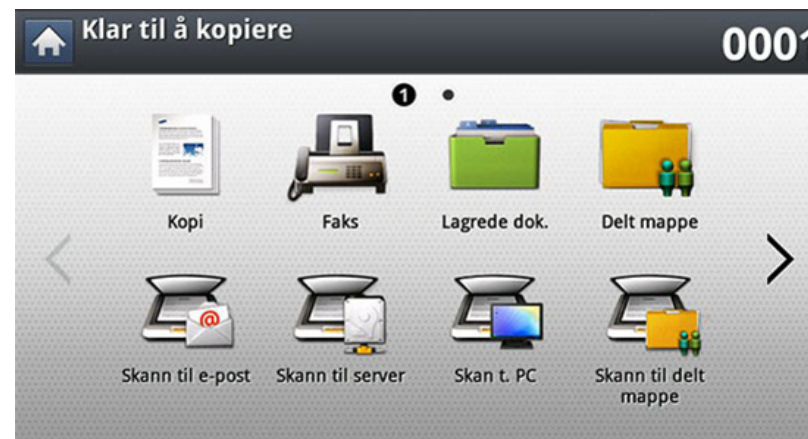 Klar til å kopiere
0001
1
Kopi
Faks
Lagrede dok.
Delt mappe
Skann til e-post
Skann til server
Skan t. PC
Skann til delt
mappe